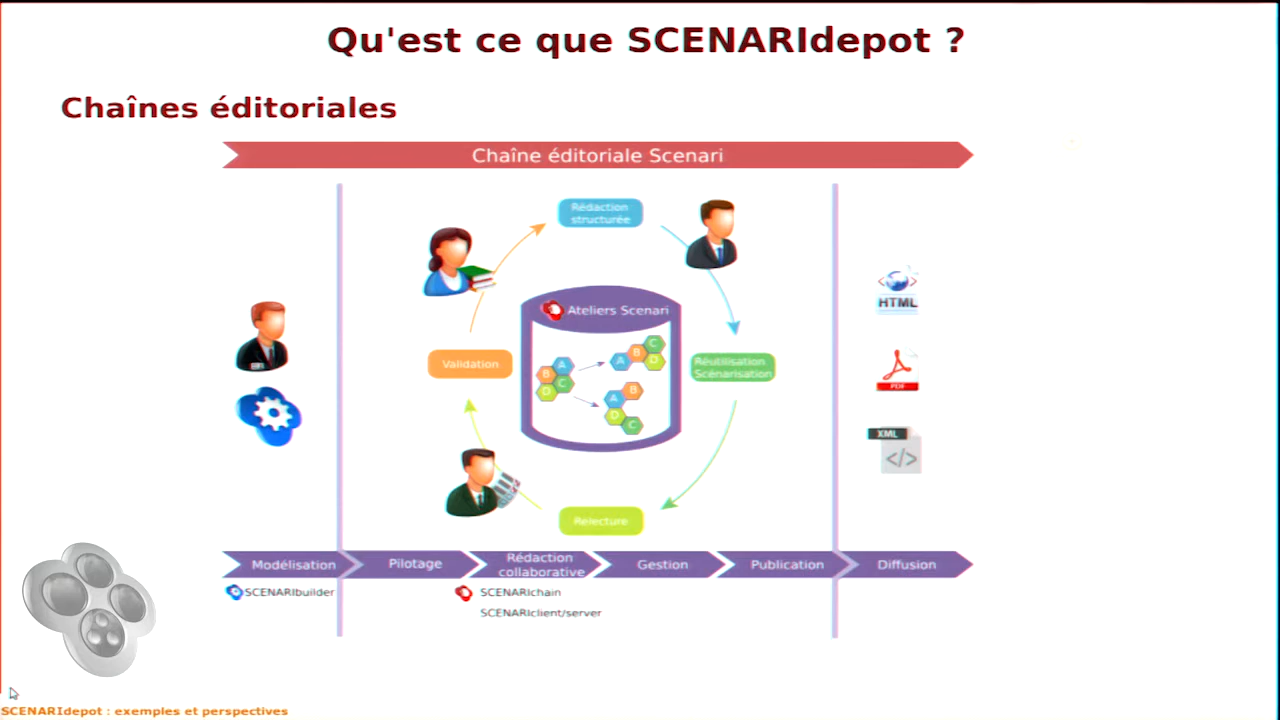 Qu'est ce que SCENARIdepot ?
Chaînes éditoriales
Chaîne éditoriale Scenari
Rédaction
structurée
Ateliers Scenari
A
B
C
D
A
B
C
D
A
B
D
C
Validation
Réutilisation
Scénarisation
Relecture
HTML
PDF
XML
</>
Modélisation
Pilotage
Rédaction
collaborative
Gestion
Publication
Diffusion
SCENARIbuilder
SCENARIchain
SCENARIclient/server
SCENARIdepot : exemples et perspectives